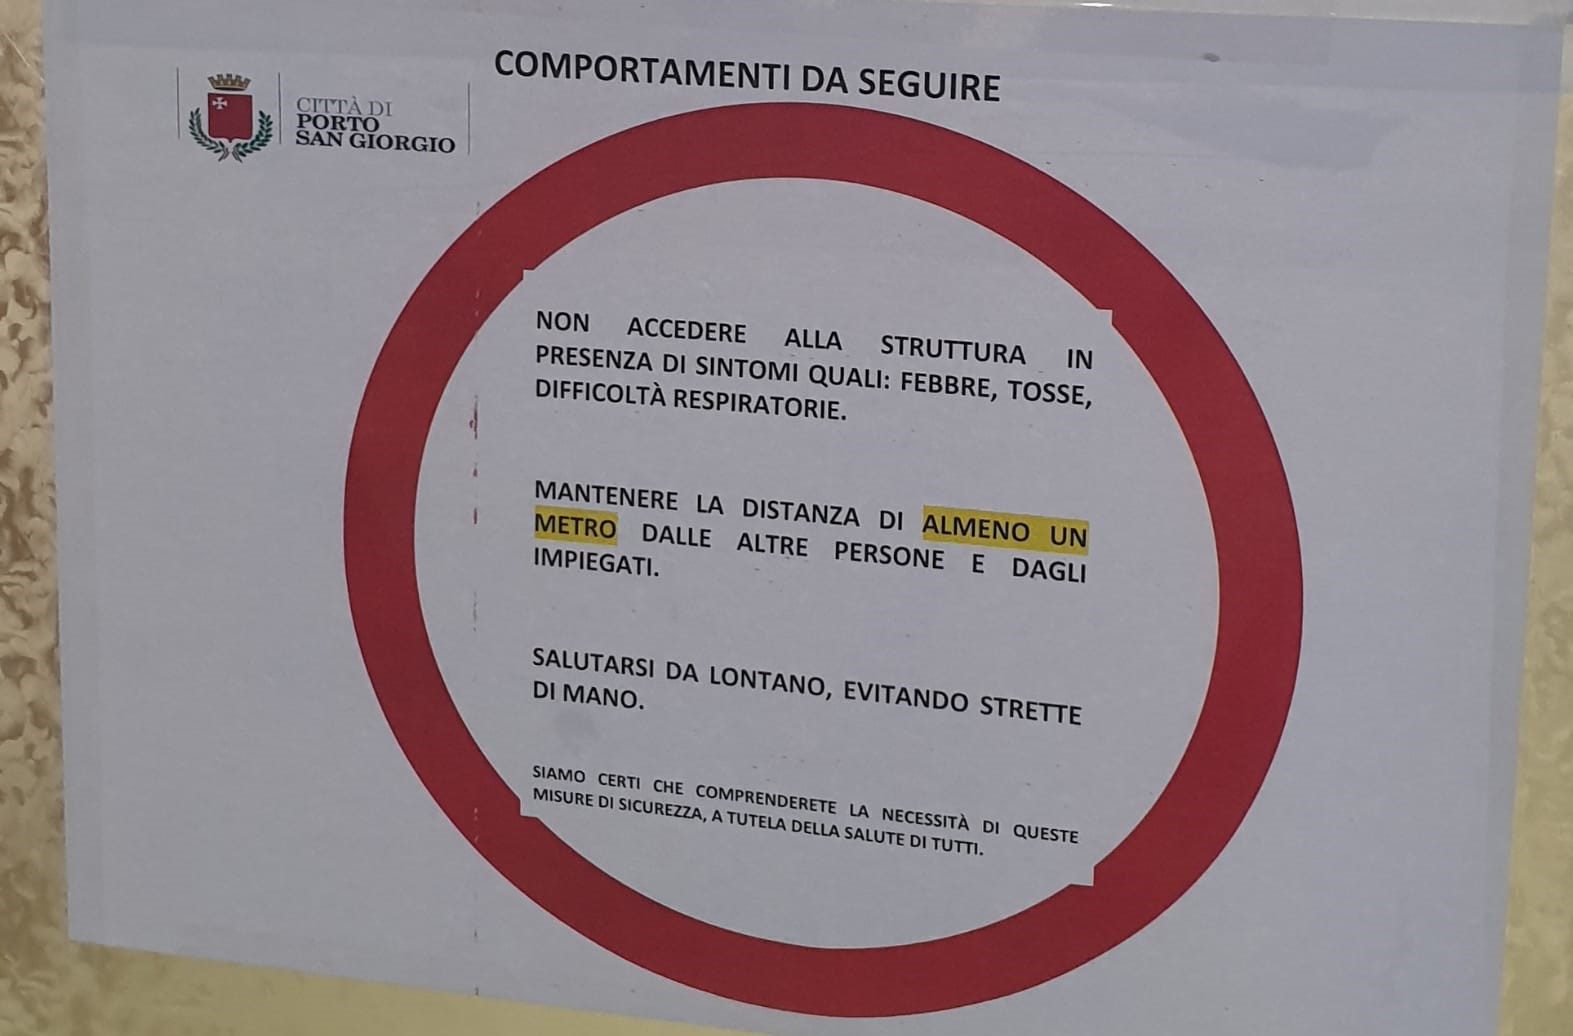 COMPORTAMENTI DA SEGUIRE
CITTÀ DI
PORTO
SAN GIORGIO
NON ACCEDERE ALLA STRUTTURA IN
PRESENZA DI SINTOMI QUALI: FEBBRE, TOSSE,
DIFFICOLTÀ RESPIRATORIE.
MANTENERE LA DISTANZA DI ALMENO UN
METRO DALLE ALTRE PERSONE E DAGLI
IMPIEGATI.
SALUTARSI DA LONTANO, EVITANDO STRETTE
DI MANO.
SIAMO CERTI CHE COMPRENDERETE LA NECESSITÀ DI QUESTE
MISURE DI SICUREZZA, A TUTELA DELLA SALUTE DI TUTTI.